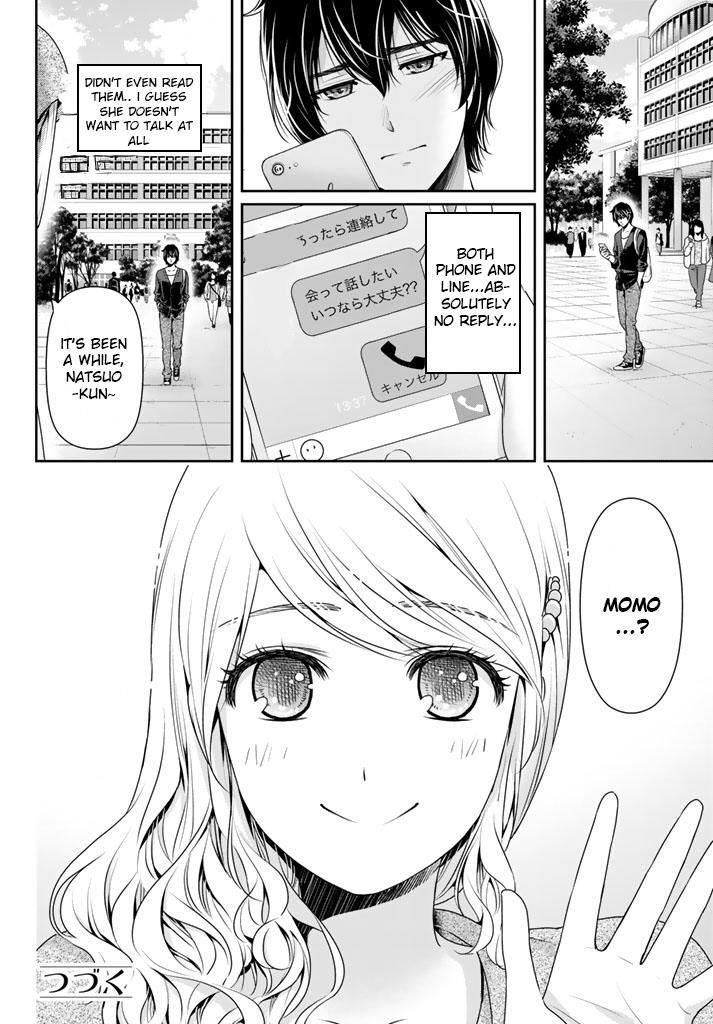 ろったら連絡して
会って話したい
いつなら大丈夫??
キャンセル
13:37
BOTH
PHONE AND
LINE...AB-
SOLUTELY
NO REPLY...
DIDN'T EVEN READ
THEM.. I GUESS
SHE DOESN'T
WANT TO TALK AT
ALL
IT'S BEEN
A WHILE,
NATSUO
-KUN~
MOMO
...?
つづく